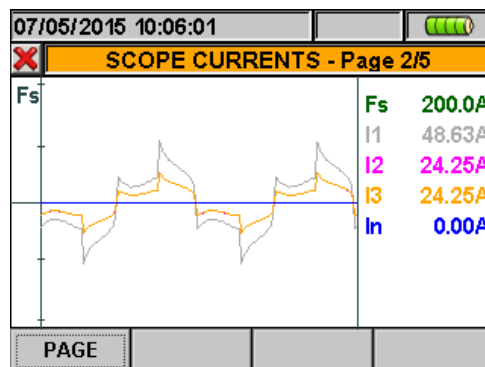 07/05/2015 10:06:01
SCOPE CURRENTS - Page 2/5
Fs
Fs 200.0A
I1 48.63A
I2 24.25A
I3 24.25A
In 0.00A
PAGE